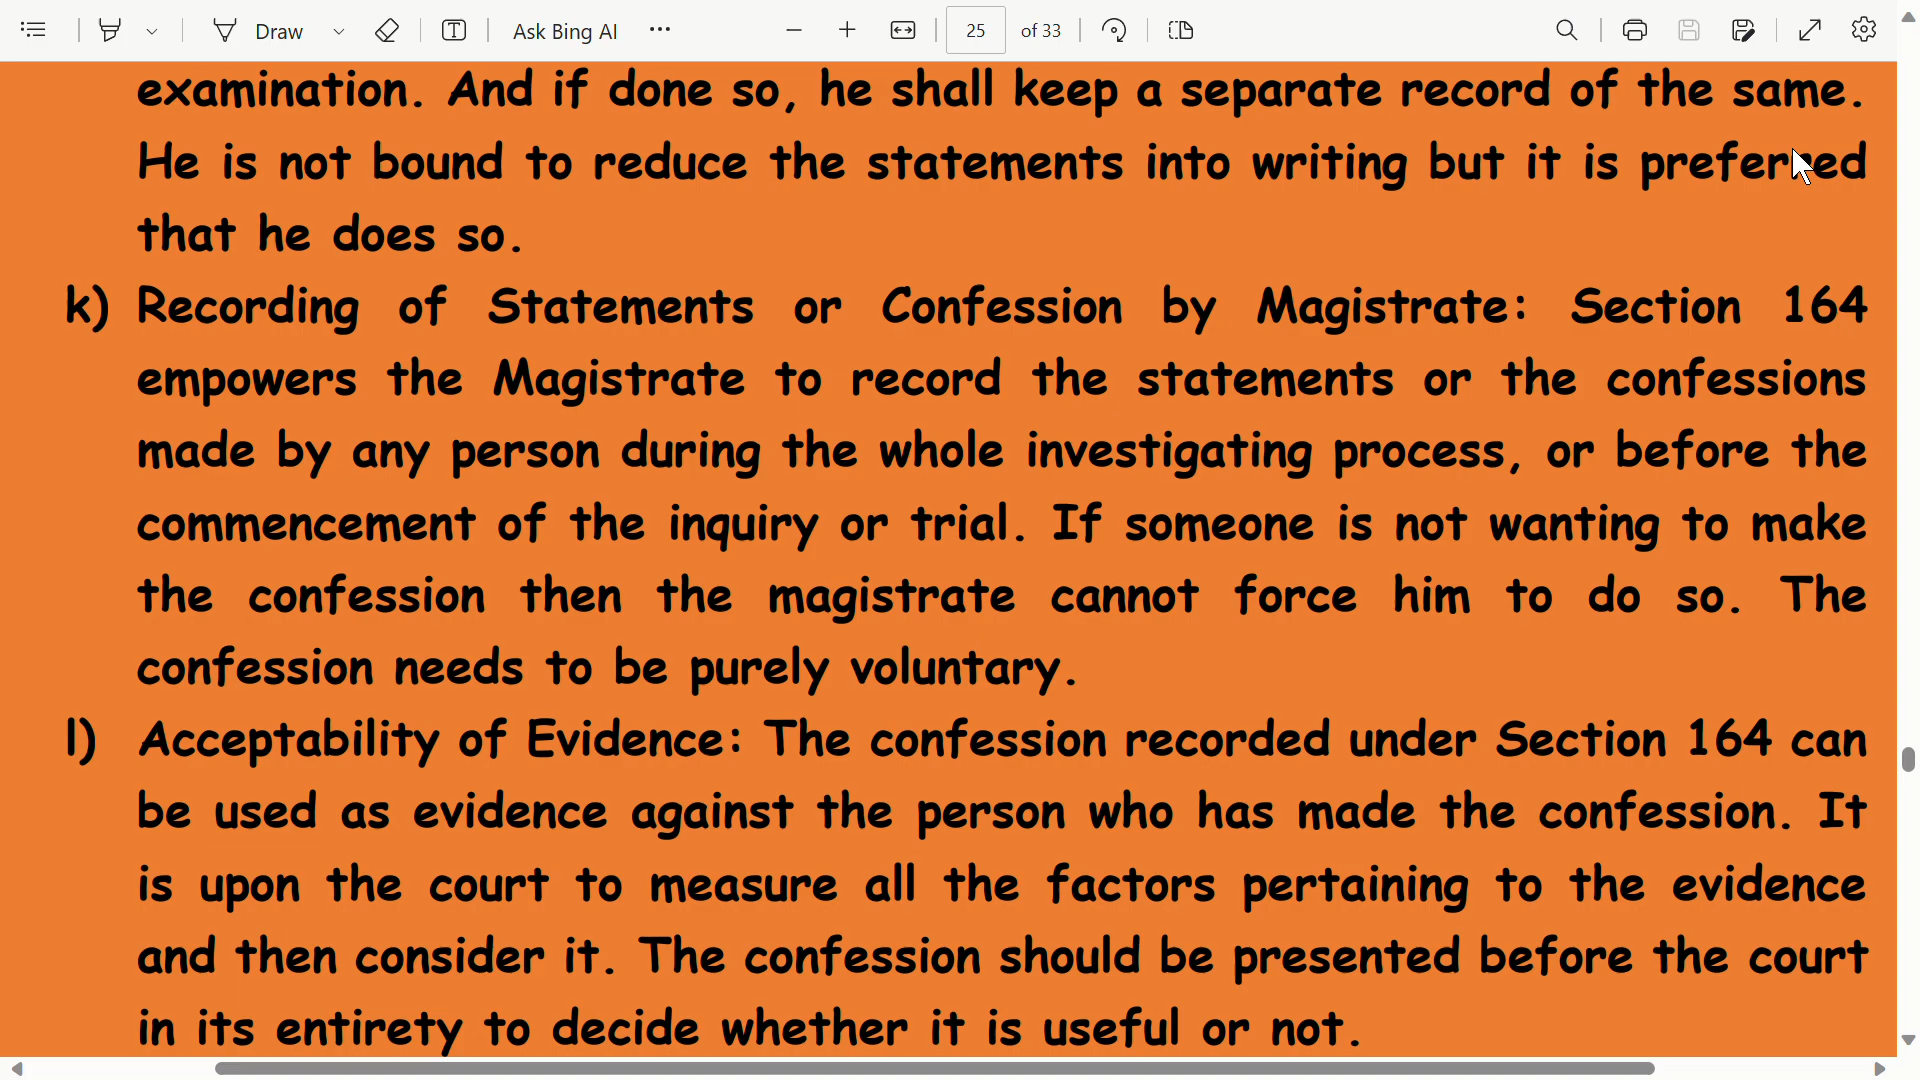 Draw Ask Bing AI 25 of 33
examination. And if done so, he shall keep a separate record of the same.
He is not bound to reduce the statements into writing but it is preferred
that he does so.
k) Recording of Statements or Confession by Magistrate: Section 164
empowers the Magistrate to record the statements or the confessions
made by any person during the whole investigating process, or before the
commencement of the inquiry or trial. If someone is not wanting to make
the confession then the magistrate cannot force him to do so. The
confession needs to be purely voluntary.
l) Acceptability of Evidence: The confession recorded under Section 164 can
be used as evidence against the person who has made the confession. It
is upon the court to measure all the factors pertaining to the evidence
and then consider it. The confession should be presented before the court
in its entirety to decide whether it is useful or not.